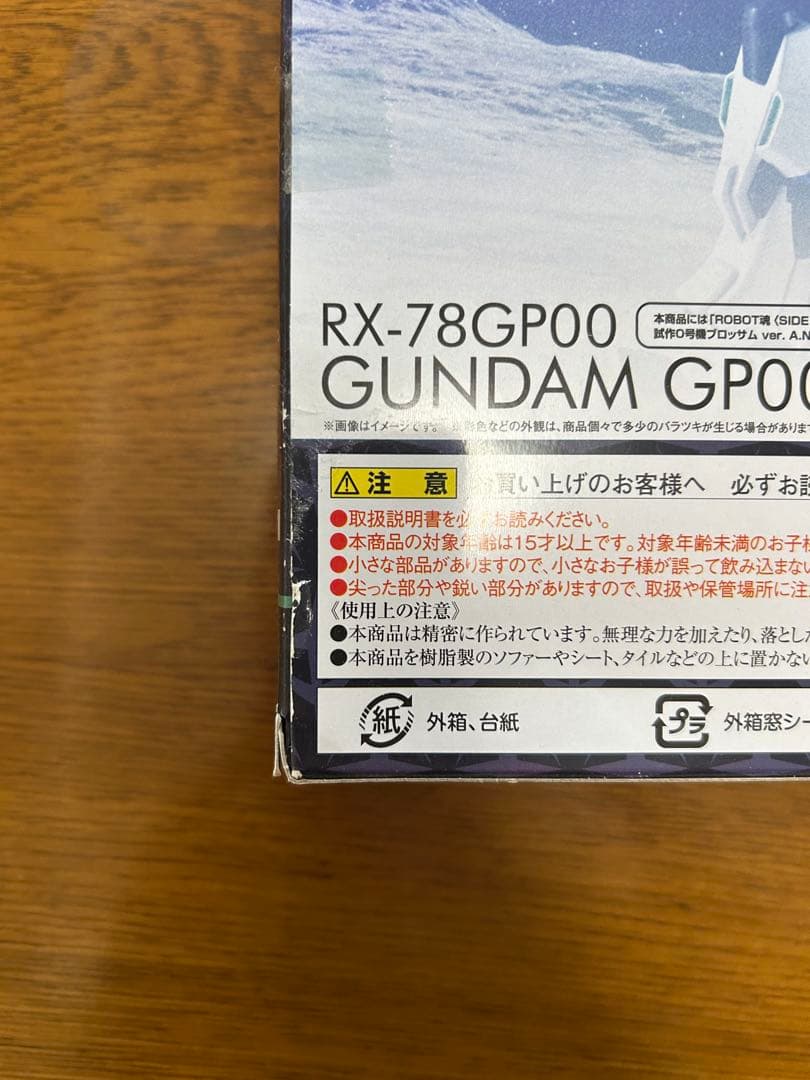 RX-78GP00
本商品には「ROBOT魂〈SIDE
試作0号機ブロッサム ver. A.N
GUNDAM GP00
※画像はイメージです。 ※彩色などの外観は、商品個々で多少のバラツキが生じる場合がありま
注 意
買い上げのお客様へ 必ずお
●取扱説明書を必ずお読みください。
●本商品の対象年齢は15才以上です。対象年齢未満のお子様
●小さな部品がありますので、小さなお子様が誤って飲み込まない
●尖った部分や鋭い部分がありますので、取扱や保管場所に注
《使用上の注意》
●本商品は精密に作られています。無理な力を加えたり、落とした
●本商品を樹脂製のソファーやシート、タイルなどの上に置かない
紙 外箱、台紙
プラ 外箱窓シー